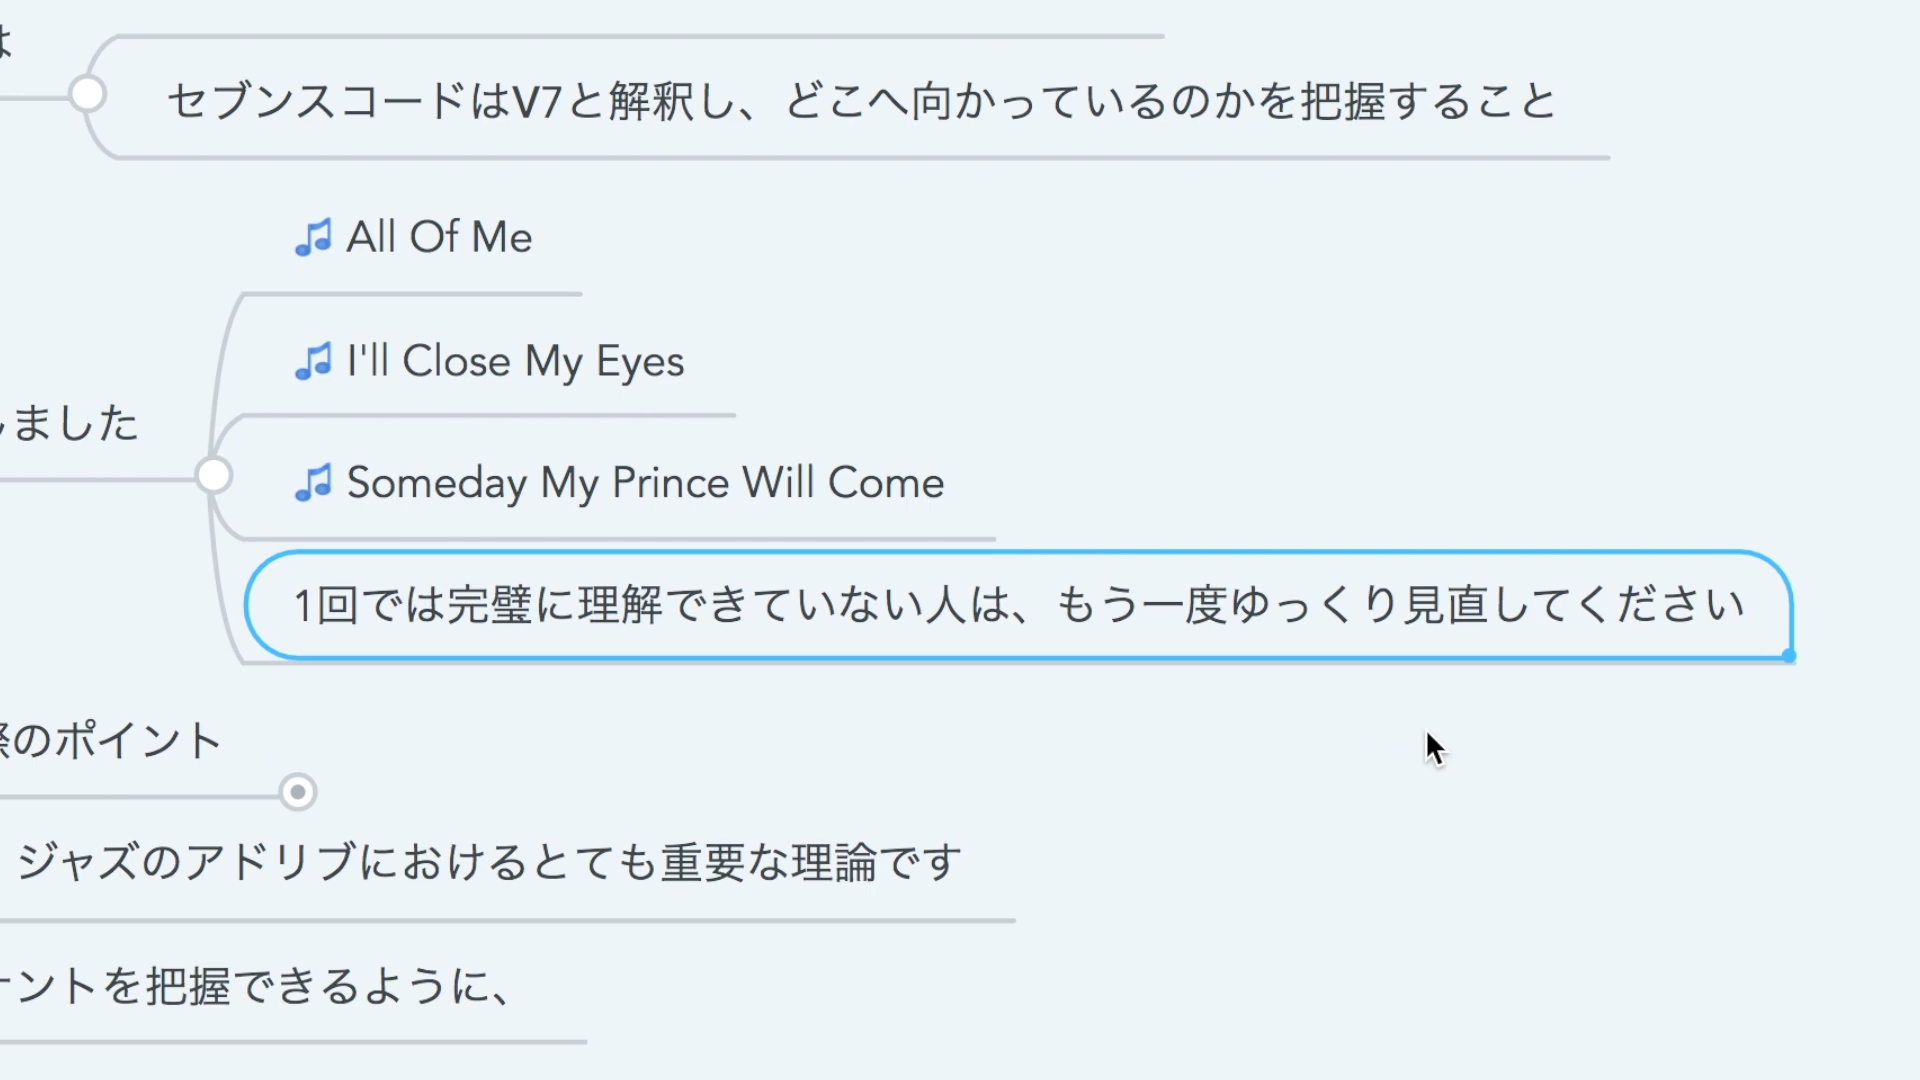 は
セブンスコードはV7と解釈し、どこへ向かっているのかを把握すること
All Of Me
I'll Close My Eyes
しました
Someday My Prince Will Come
1回では完璧に理解できていない人は、もう一度ゆっくり見直してください
際のポイント
ジャズのアドリブにおけるとても重要な理論です
ナントを把握できるように、